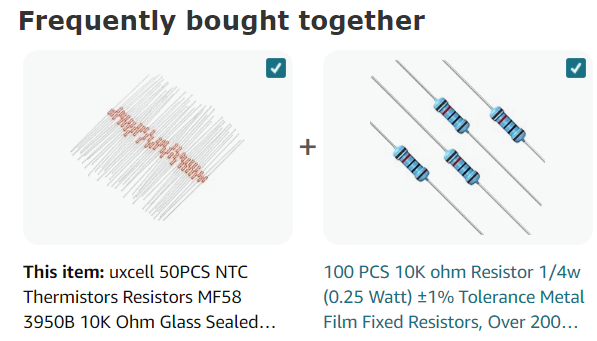 Frequently bought together
+
This item: uxcell 50PCS NTC
Thermistors Resistors MF58
3950B 10K Ohm Glass Sealed...
100 PCS 10K ohm Resistor 1/4w
(0.25 Watt) ±1% Tolerance Metal
Film Fixed Resistors, Over 200...